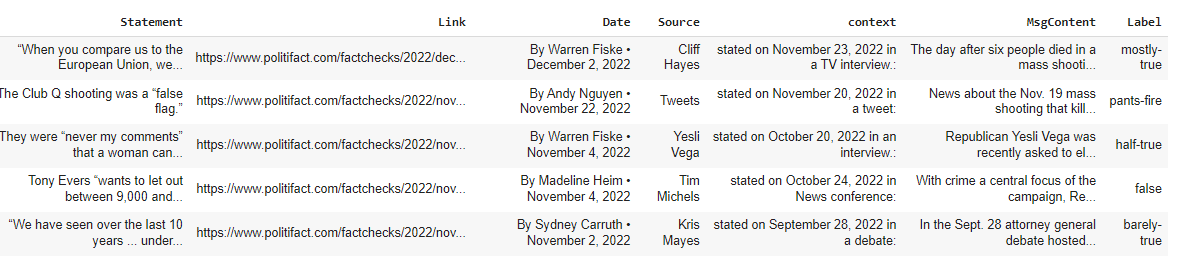 Statement Link Date Source context MsgContent Label
“When you compare us to the European Union, we... https://www.politifact.com/factchecks/2022/dec... By Warren Fiske • December 2, 2022 Cliff Hayes stated on November 23, 2022 in a TV interview.: The day after six people died in a mass shooti... mostly-true
The Club Q shooting was a “false flag.” https://www.politifact.com/factchecks/2022/nov... By Andy Nguyen • November 22, 2022 Tweets stated on November 20, 2022 in a tweet: News about the Nov. 19 mass shooting that kill... pants-fire
They were “never my comments” that a woman can... https://www.politifact.com/factchecks/2022/nov... By Warren Fiske • November 4, 2022 Yesli Vega stated on October 20, 2022 in an interview.: Republican Yesli Vega was recently asked to el... half-true
Tony Evers “wants to let out between 9,000 and... https://www.politifact.com/factchecks/2022/nov... By Madeline Heim • November 4, 2022 Tim Michels stated on October 24, 2022 in News conference: With crime a central focus of the campaign, Re... false
“We have seen over the last 10 years ... under... https://www.politifact.com/factchecks/2022/nov... By Sydney Carruth • November 2, 2022 Kris Mayes stated on September 28, 2022 in a debate: In the Sept. 28 attorney general debate hosted... barely-true